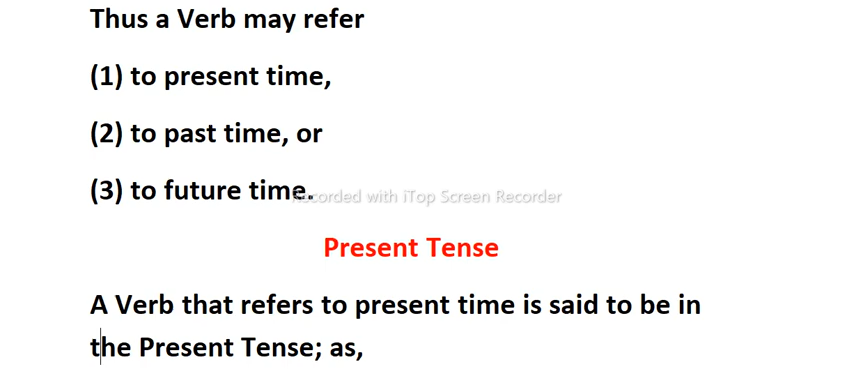 Thus a Verb may refer
(1) to present time,
(2) to past time, or
(3) to future time.
Recorded with iTop Screen Recorder
Present Tense
A Verb that refers to present time is said to be in
the Present Tense; as,